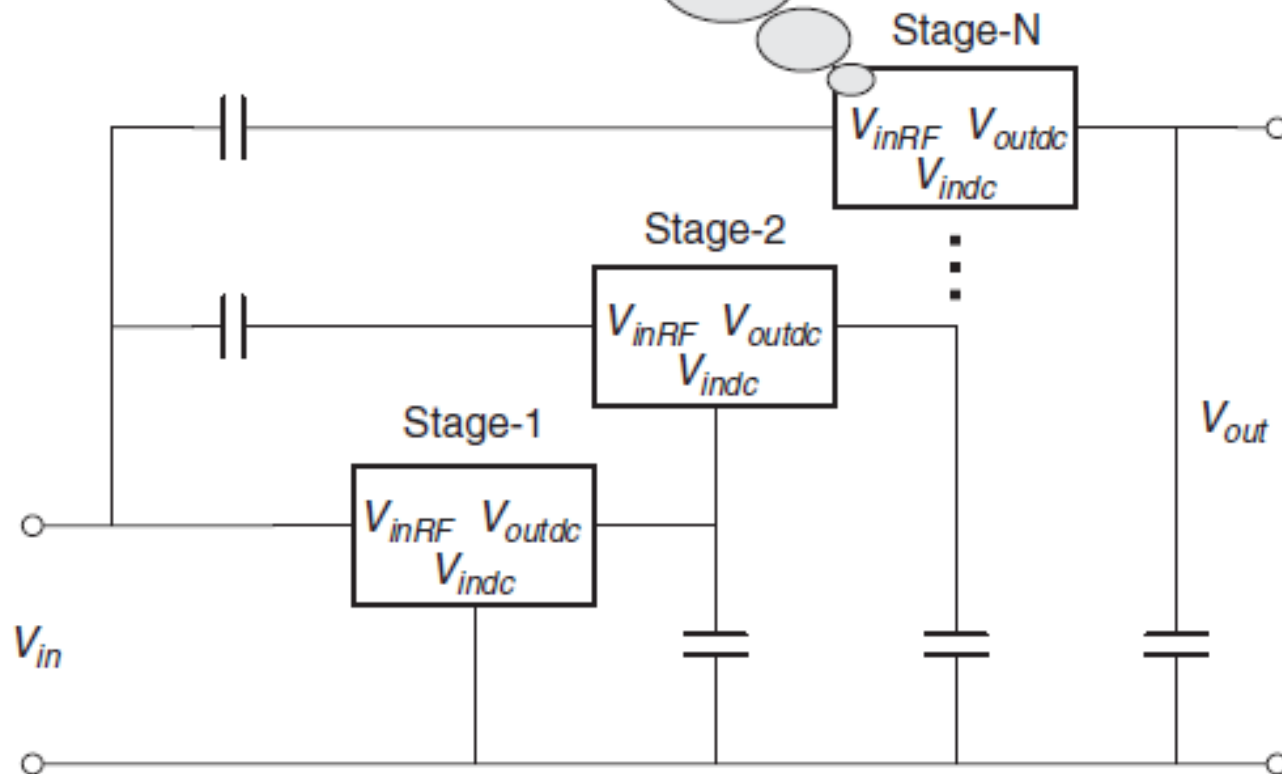 Stage-N
VinRF Voutdc
Vindc
Stage-2
VinRF Voutdc
Vindc
Stage-1
VinRF Voutdc
Vindc
Vout
Vin